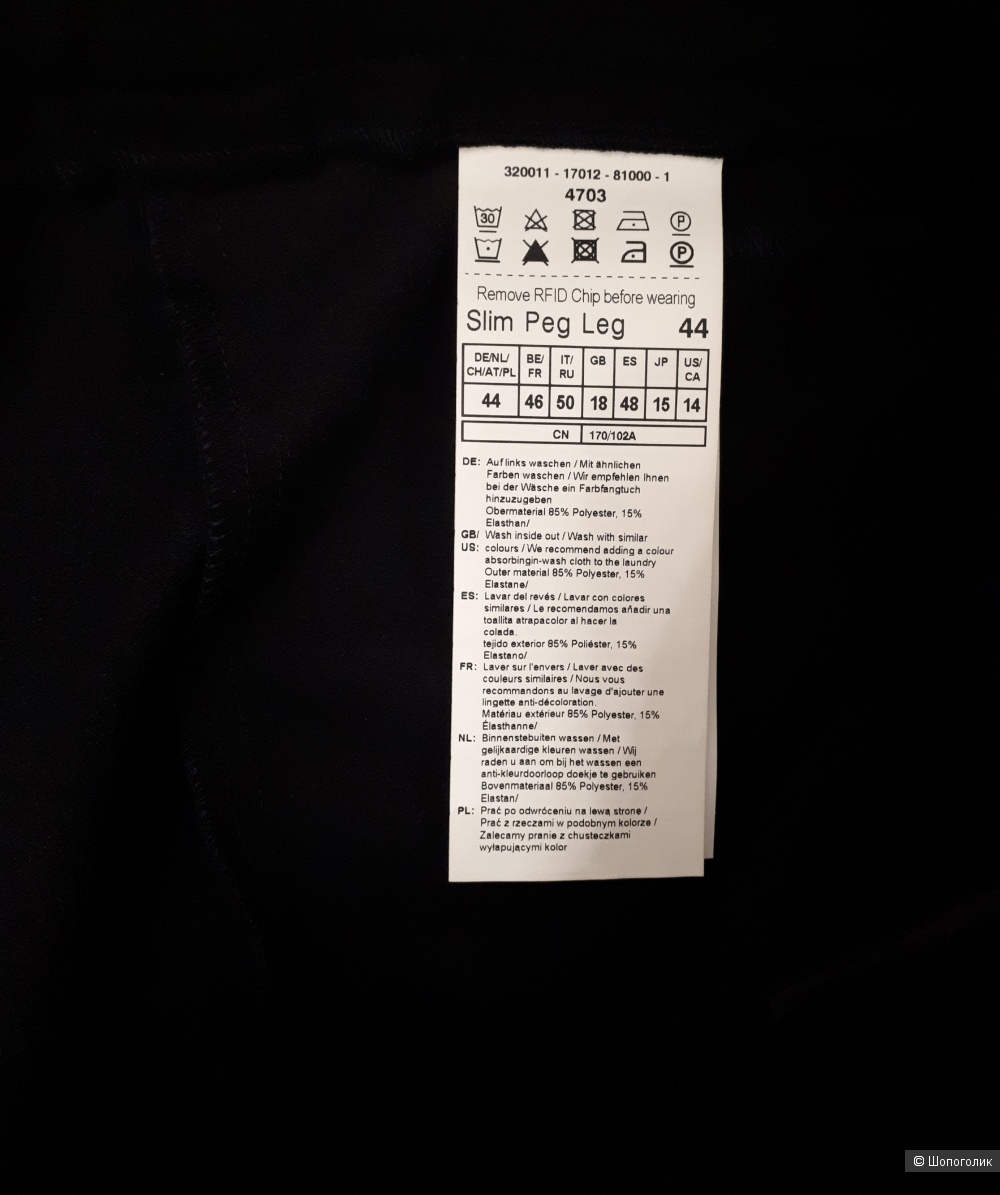 320011 - 17012 - 81000 - 1
4703
30
P
P
Remove RFID Chip before wearing
Slim Peg Leg 44
DE/NL/ CH/AT/PL BE/ FR IT/ RU GB ES JP US/ CA
44 46 50 18 48 15 14
CN 170/102A
DE: Auf links waschen / Mit ähnlichen
Farben waschen / Wir empfehlen Ihnen
bei der Wäsche ein Farbfangtuch
hinzuzugeben
Obermaterial 85% Polyester, 15%
Elasthan/
GB/ Wash inside out / Wash with similar
US: colours / We recommend adding a colour
absorbingin-wash cloth to the laundry
Outer material 85% Polyester, 15%
Elastane/
ES: Lavar del revés / Lavar con colores
similares / Le recomendamos añadir una
toallita atrapacolor al hacer la
colada.
tejido exterior 85% Poliéster, 15%
Elastano/
FR: Laver sur l'envers / Laver avec des
couleurs similaires / Nous vous
recommandons au lavage d'ajouter une
lingette anti-décoloration.
Matériau extérieur 85% Polyester, 15%
Élasthanne/
NL: Binnenstebuiten wassen / Met
gelijkaardige kleuren wassen / Wij
raden u aan om bij het wassen een
anti-kleurdoorloop doekje te gebruiken
Bovenmateriaal 85% Polyester, 15%
Elastan/
PL: Prać po odwróceniu na lewą stronę /
Prać z rzeczami w podobnym kolorze /
Zalecamy pranie z chusteczkami
wyłapującymi kolor
© Шопоголик